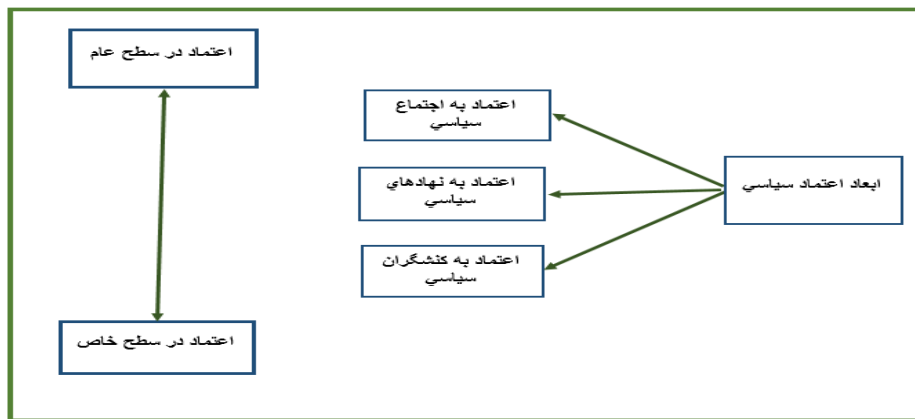 اعتماد در سطح عام
اعتماد به اجتماع
سياسي
اعتماد به نهادهاي
سياسي
ابعاد اعتماد سياسي
اعتماد به كنشگران
سياسي
اعتماد در سطح خاص